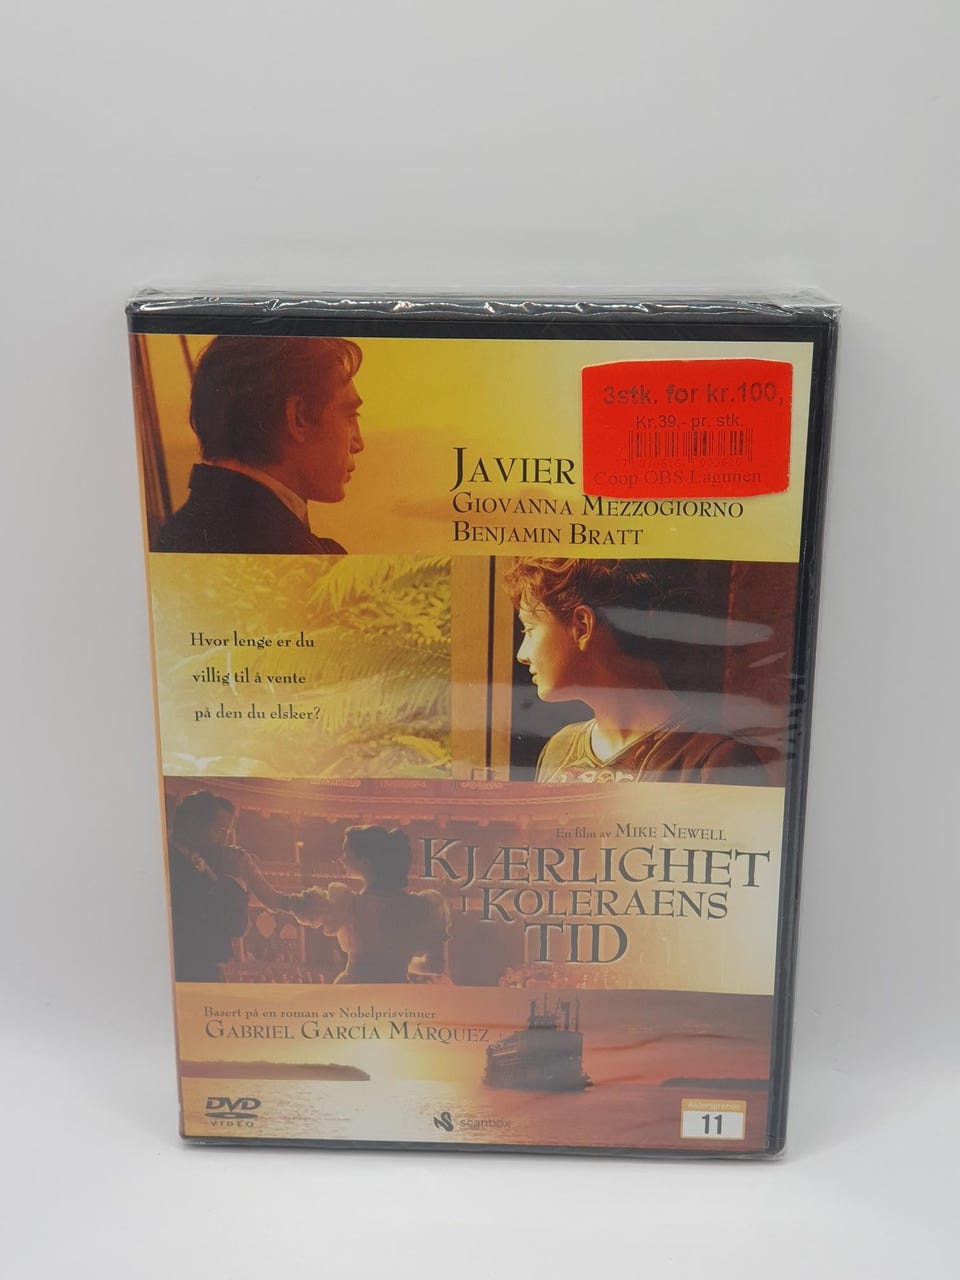 3stk. for kr.100,
Kr.39,- pr. stk.
Coop OBS Lagunen
JAVIER
GIOVANNA MEZZOGIORNO
BENJAMIN BRATT
Hvor lenge er du
villig til å vente
på den du elsker?
En film av MIKE NEWELL
KJÆRLIGHET
I KOLERAENS
TID
Basert på en roman av Nobelprisvinner
GABRIEL GARCÍA MÁRQUEZ
DVD
VIDEO
scanbox
Aldersgrense
11